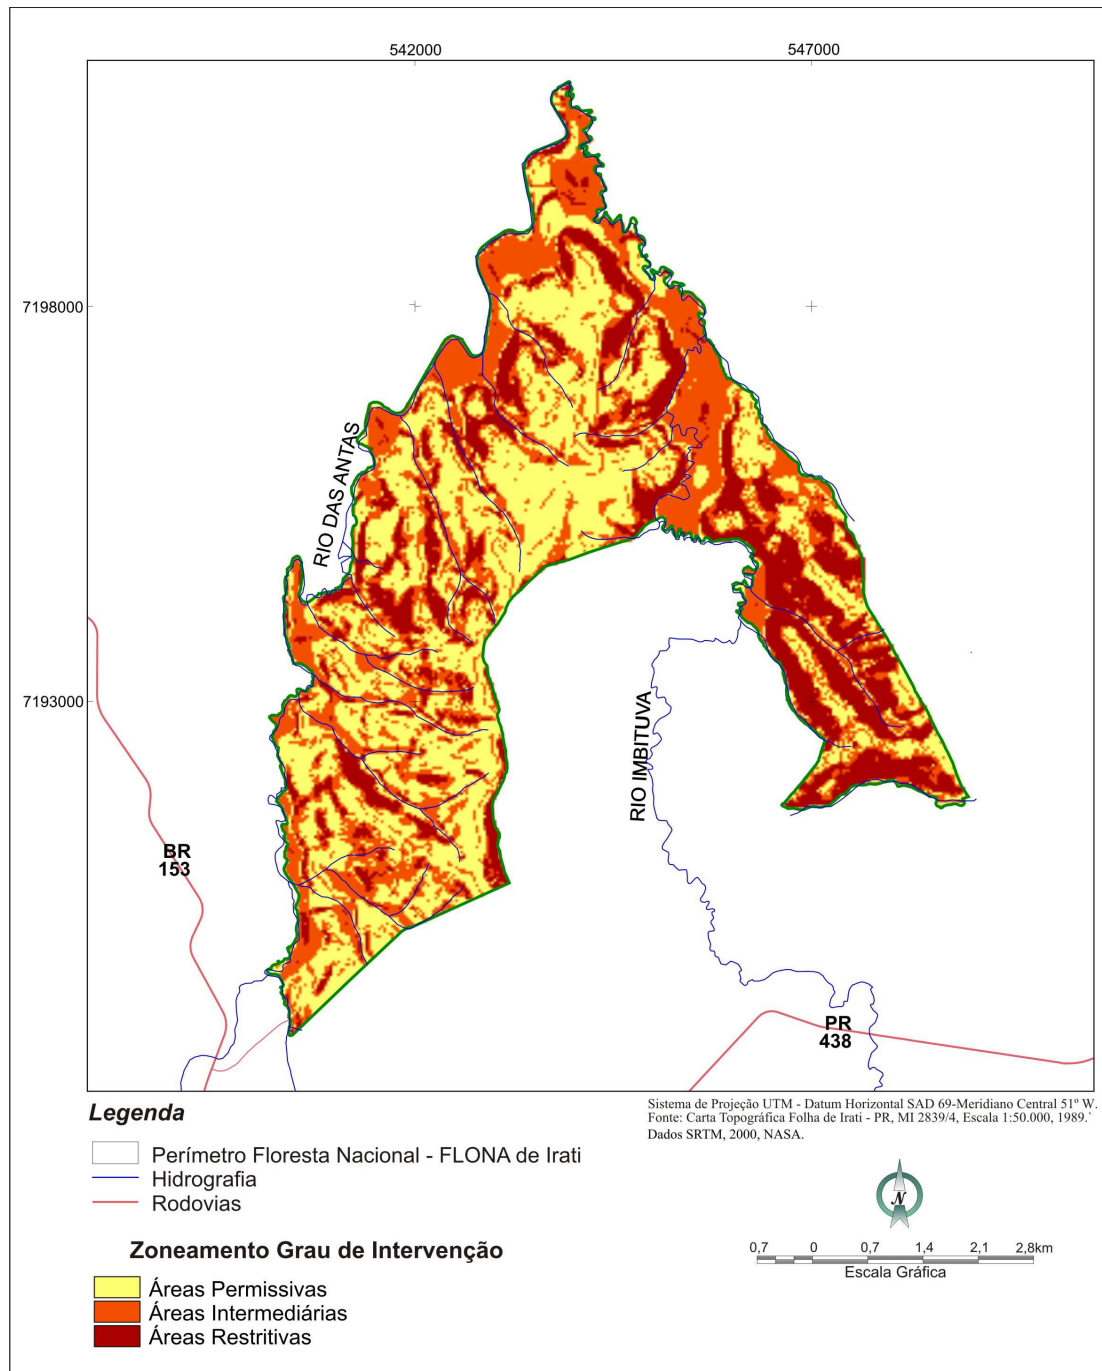 542000
547000
7198000
RIO DAS ANTAS
7193000
RIO IMBITUVA
BR
153
PR
438
Legenda
Perímetro Floresta Nacional - FLONA de Irati
Hidrografia
Rodovias
Zoneamento Grau de Intervenção
Áreas Permissivas
Áreas Intermediárias
Áreas Restritivas
Sistema de Projeção UTM - Datum Horizontal SAD 69-Meridiano Central 51º W.
Fonte: Carta Topográfica Folha de Irati - PR, MI 2839/4, Escala 1:50.000, 1989.`
Dados SRTM, 2000, NASA.
N
0,7 0 0,7 1,4 2,1 2,8km
Escala Gráfica